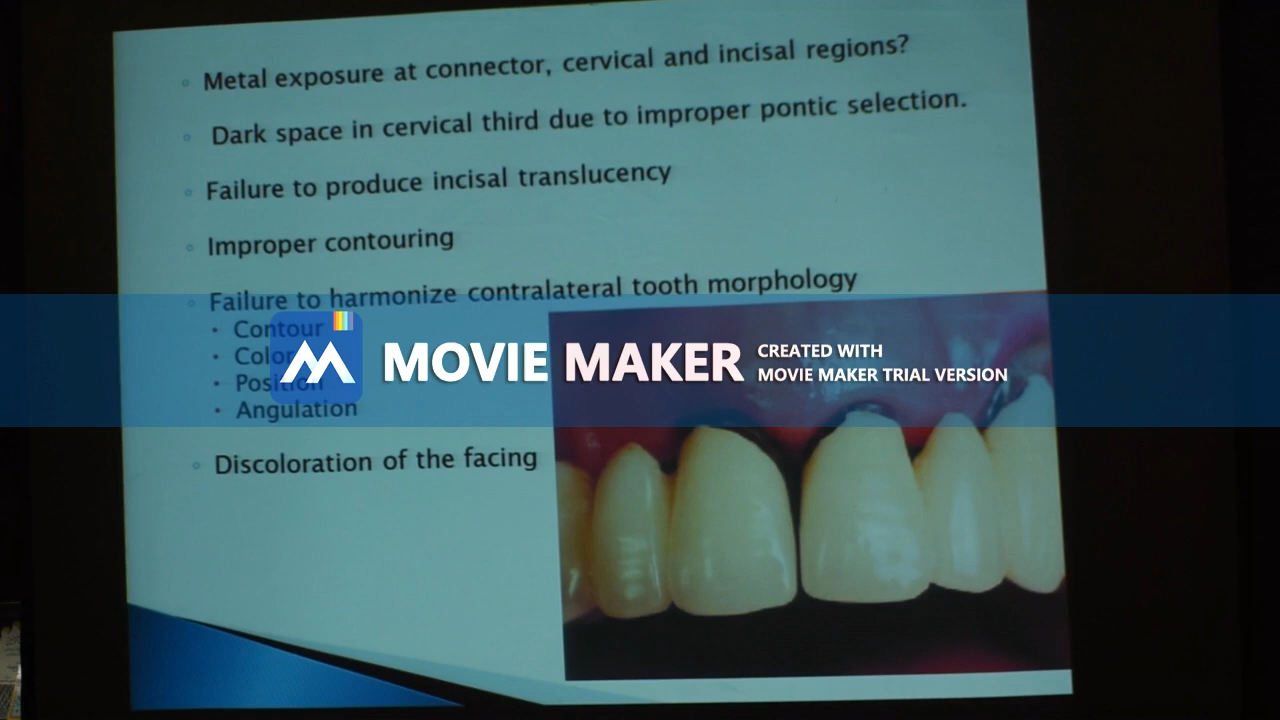 Metal exposure at connector, cervical and incisal regions?
Dark space in cervical third due to improper pontic selection.
Failure to produce incisal translucency
Improper contouring
Failure to harmonize contralateral tooth morphology
Contour
Color
Position
Angulation
Discoloration of the facing
MOVIE MAKER
CREATED WITH
MOVIE MAKER TRIAL VERSION